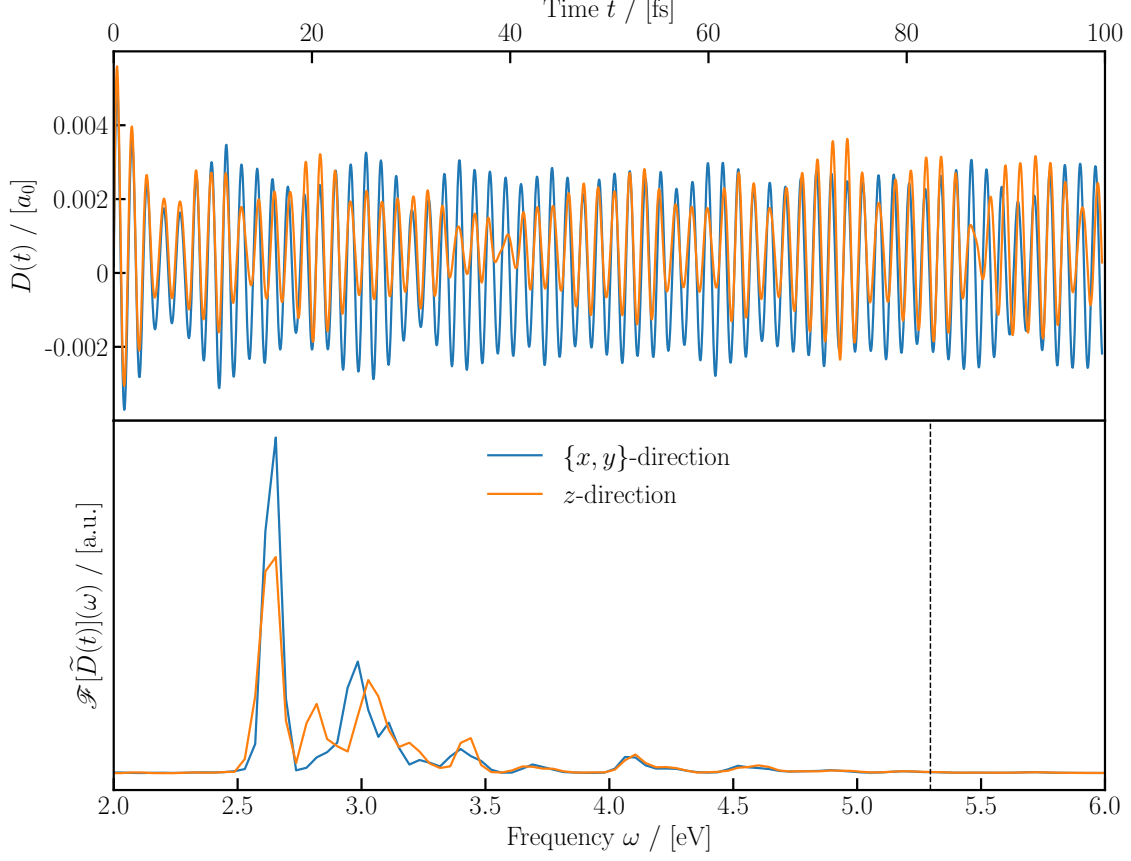 Time t / [fs]
0 20 40 60 80 100
D(t) / [a₀]
0.004
0.002
0
-0.002
{x, y}-direction
z-direction
ℱ[D̃(t)](ω) / [a.u.]
2.0 2.5 3.0 3.5 4.0 4.5 5.0 5.5 6.0
Frequency ω / [eV]